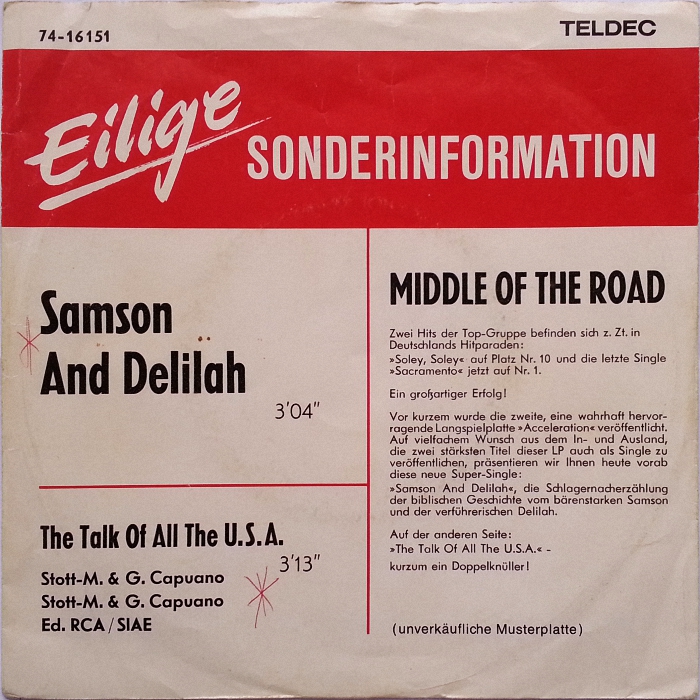 74-16151
TELDEC
Eilige
SONDERINFORMATION
Samson
And Delilah
3'04"
The Talk Of All The U.S.A.
3'13"
Stott-M. & G. Capuano
Stott-M. & G. Capuano
Ed. RCA / SIAE
MIDDLE OF THE ROAD
Zwei Hits der Top-Gruppe befinden sich z. Zt. in
Deutschlands Hitparaden:
»Soley, Soley« auf Platz Nr. 10 und die letzte Single
»Sacramento« jetzt auf Nr. 1.
Ein großartiger Erfolg!
Vor kurzem wurde die zweite, eine wahrhaft hervor-
ragende Langspielplatte »Acceleration« veröffentlicht.
Auf vielfachem Wunsch aus dem In- und Ausland,
die zwei stärksten Titel dieser LP auch als Single zu
veröffentlichen, präsentieren wir Ihnen heute vorab
diese neue Super-Single:
»Samson And Delilah«, die Schlagernacherzählung
der biblischen Geschichte vom bärenstarken Samson
und der verführerischen Delilah.
Auf der anderen Seite:
»The Talk Of All The U.S.A.« -
kurzum ein Doppelknüller!
(unverkäufliche Musterplatte)